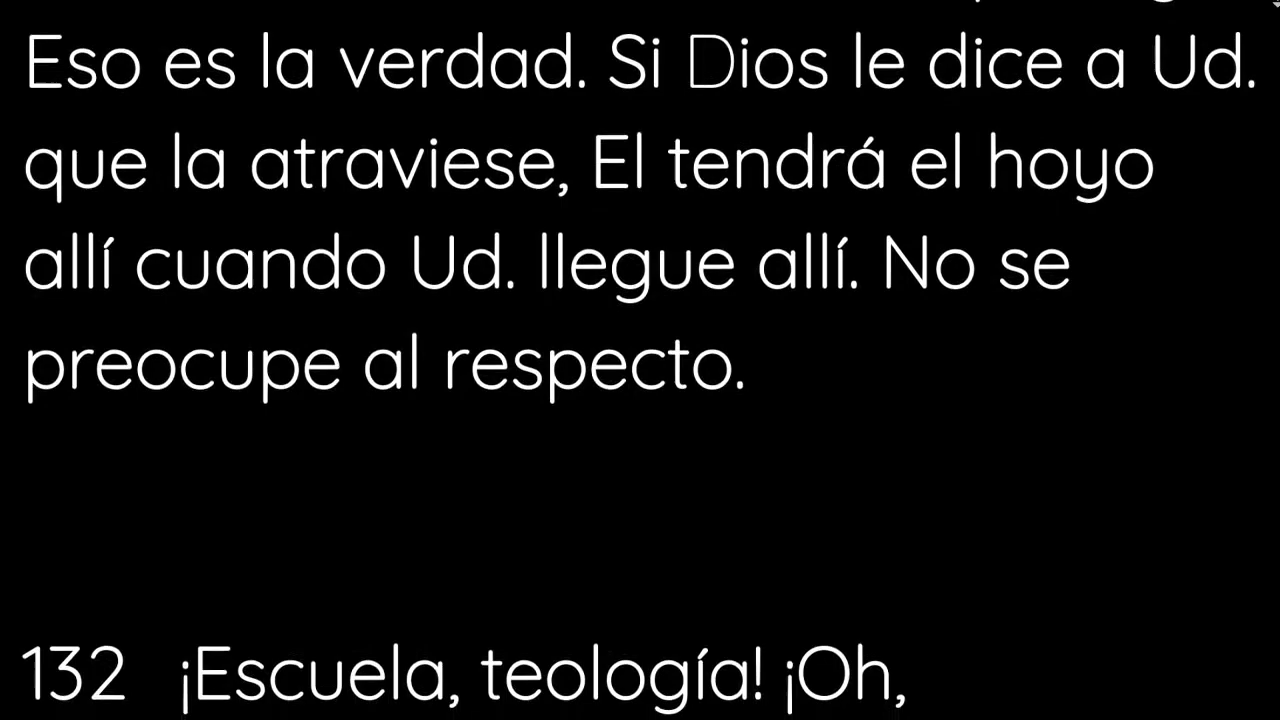 Eso es la verdad. Si Dios le dice a Ud.
que la atraviese, El tendrá el hoyo
allí cuando Ud. llegue allí. No se
preocupe al respecto.
132 ¡Escuela, teología! ¡Oh,